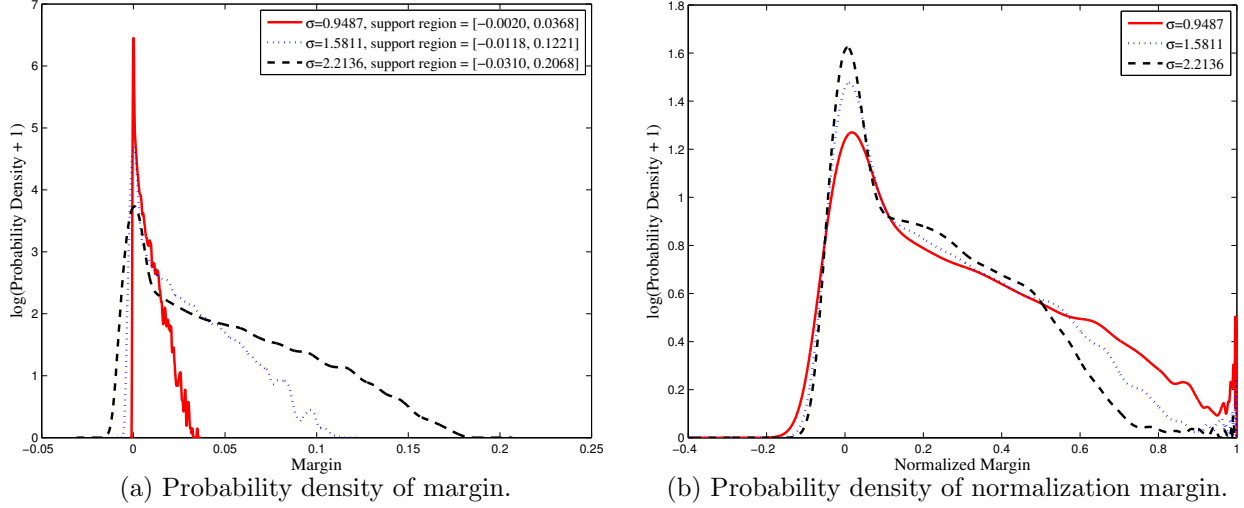 σ=0.9487, support region = [−0.0020, 0.0368]
σ=1.5811, support region = [−0.0118, 0.1221]
σ=2.2136, support region = [−0.0310, 0.2068]
log(Probability Density + 1)
7
6
5
4
3
2
1
0
−0.05
0
0.05
0.1
0.15
0.2
0.25
Margin
(a) Probability density of margin.
σ=0.9487
σ=1.5811
σ=2.2136
log(Probability Density + 1)
1.8
1.6
1.4
1.2
1
0.8
0.6
0.4
0.2
0
−0.4
−0.2
0
0.2
0.4
0.6
0.8
1
Normalized Margin
(b) Probability density of normalization margin.